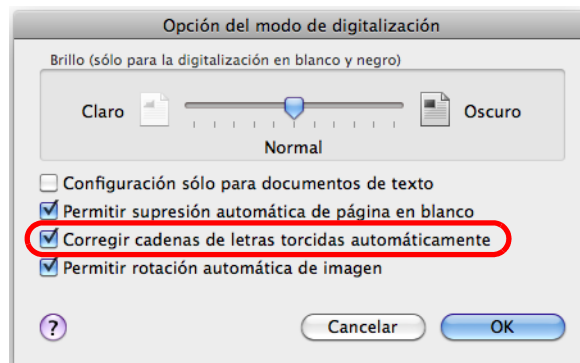 Opción del modo de digitalización
Brillo (sólo para la digitalización en blanco y negro)
Claro Oscuro
Normal
Configuración sólo para documentos de texto
Permitir supresión automática de página en blanco
Corregir cadenas de letras torcidas automáticamente
Permitir rotación automática de imagen
? Cancelar OK